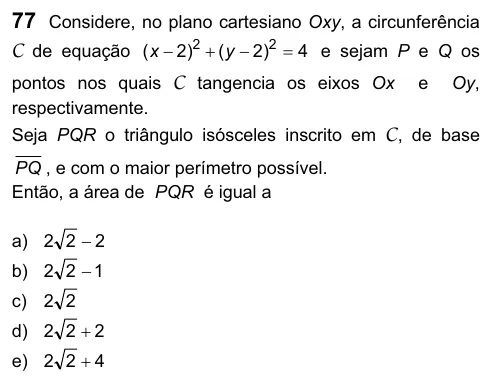 77 Considere, no plano cartesiano Oxy, a circunferência
C de equação (x – 2)² + (y – 2)² = 4 e sejam P e Q os
pontos nos quais C tangencia os eixos Ox e Oy,
respectivamente.
Seja PQR o triângulo isósceles inscrito em C, de base
P̅Q̅, e com o maior perímetro possível.
Então, a área de PQR é igual a
a) 2√2 – 2
b) 2√2 – 1
c) 2√2
d) 2√2 + 2
e) 2√2 + 4